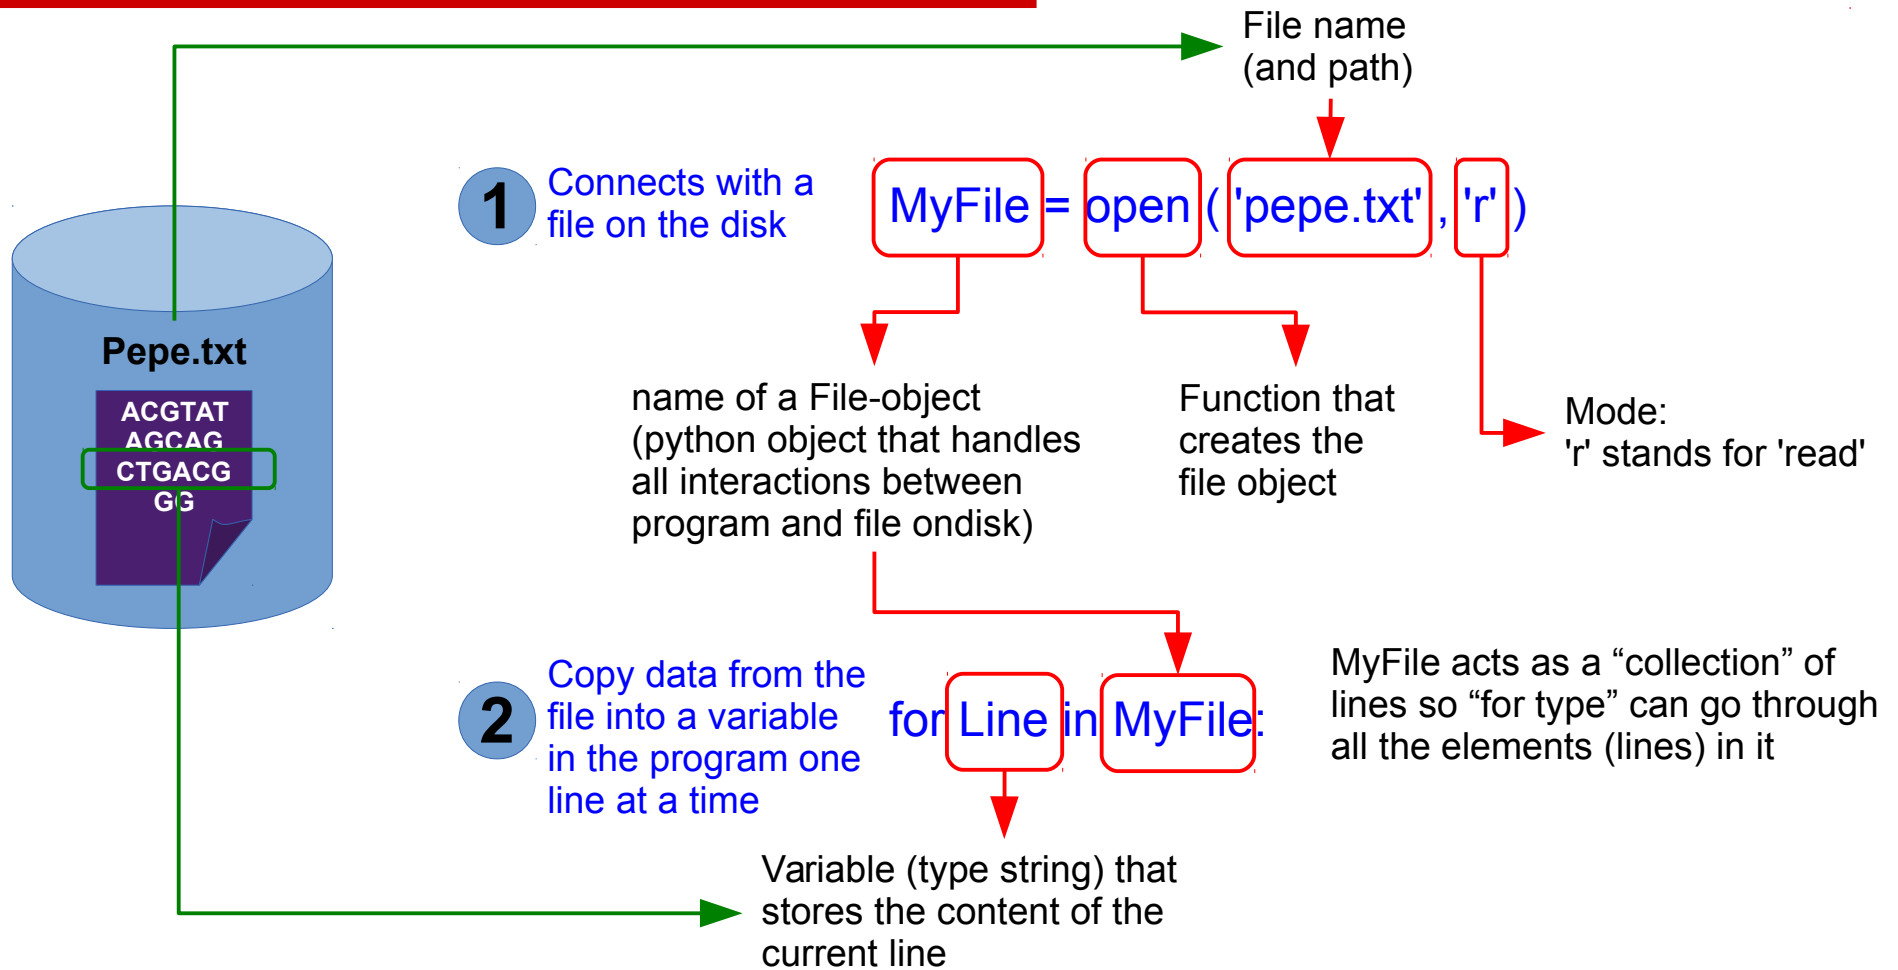 File name
(and path)
1
Connects with a
file on the disk
MyFile = open ( 'pepe.txt' , 'r' )
Pepe.txt
ACGTAT
AGCAG
CTGACG
GG
name of a File-object
(python object that handles
all interactions between
program and file ondisk)
Function that
creates the
file object
Mode:
'r' stands for 'read'
2
Copy data from the
file into a variable
in the program one
line at a time
for Line in MyFile:
MyFile acts as a “collection” of
lines so “for type” can go through
all the elements (lines) in it
Variable (type string) that
stores the content of the
current line